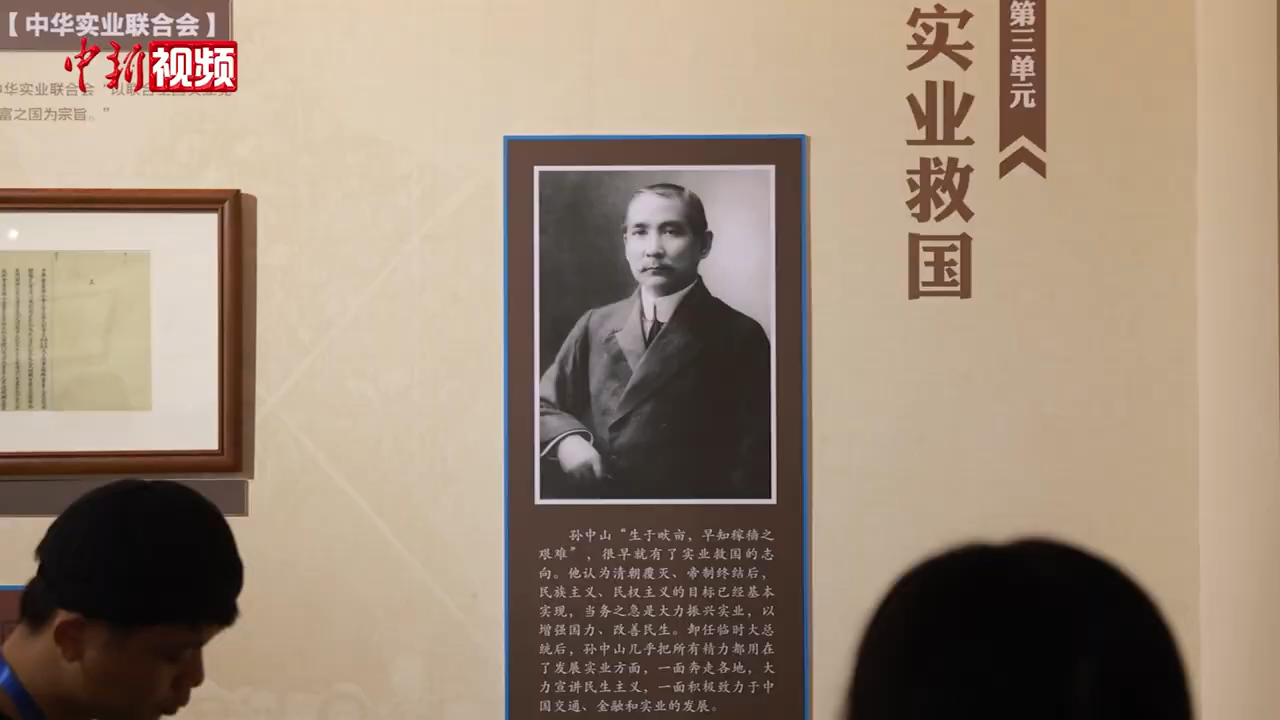 【中华实业联合会】
中新视频
中华实业联合会“以联合全国实业
富之国为宗旨。”
第三单元
实业救国
孙中山“生于畎亩，早知稼穑之
艰难”，很早就有了实业救国的志
向。他认为清朝覆灭、帝制终结后，
民族主义、民权主义的目标已经基本
实现，当务之急是大力振兴实业，以
增强国力、改善民生。卸任临时大总
统后，孙中山几乎把所有精力都用在
了发展实业方面，一面奔走各地，大
力宣讲民生主义，一面积极致力于中
国交通、金融和实业的发展。